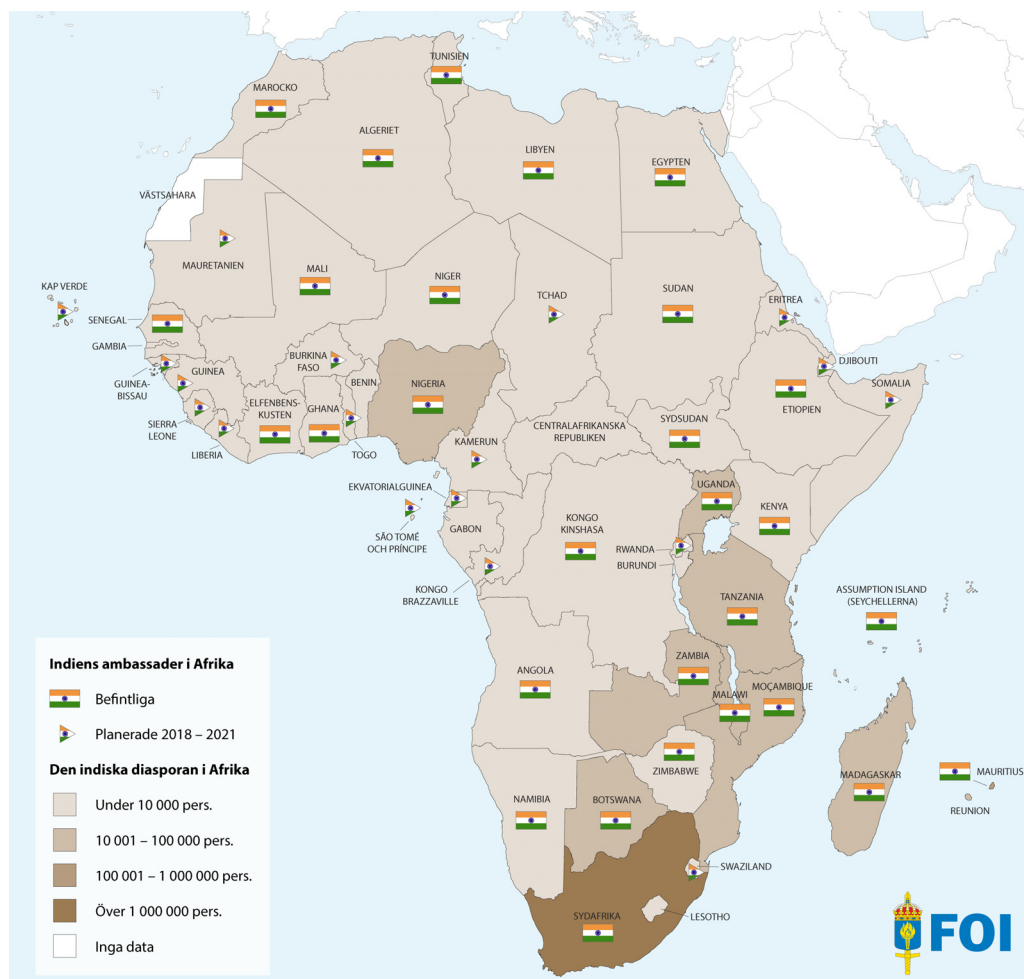 TUNISIEN
MAROCKO
ALGERIET
LIBYEN
EGYPTEN
VÄSTSAHARA
MAURETANIEN
MALI
NIGER
TCHAD
SUDAN
ERITREA
KAP VERDE
SENEGAL
GAMBIA
GUINEA-
BISSAU
GUINEA
BURKINA
FASO
BENIN
NIGERIA
DJIBOUTI
SOMALIA
ETIOPIEN
SIERRA
LEONE
LIBERIA
ELFENBENS-
KUSTEN
GHANA
TOGO
KAMERUN
CENTRALAFRIKANSKA
REPUBLIKEN
SYDSUDAN
EKVATORIALGUINEA
SÃO TOMÉ
OCH PRÍNCIPE
GABON
KONGO
BRAZZAVILLE
KONGO
KINSHASA
UGANDA
KENYA
RWANDA
BURUNDI
TANZANIA
ASSUMPTION ISLAND
(SEYCHELLERNA)
ANGOLA
ZAMBIA
MALAWI
MOÇAMBIQUE
ZIMBABWE
MADAGASKAR
MAURITIUS
REUNION
NAMIBIA
BOTSWANA
SWAZILAND
LESOTHO
SYDAFRIKA
Indiens ambassader i Afrika
Befintliga
Planerade 2018 – 2021
Den indiska diasporan i Afrika
Under 10 000 pers.
10 001 – 100 000 pers.
100 001 – 1 000 000 pers.
Över 1 000 000 pers.
Inga data
FOI